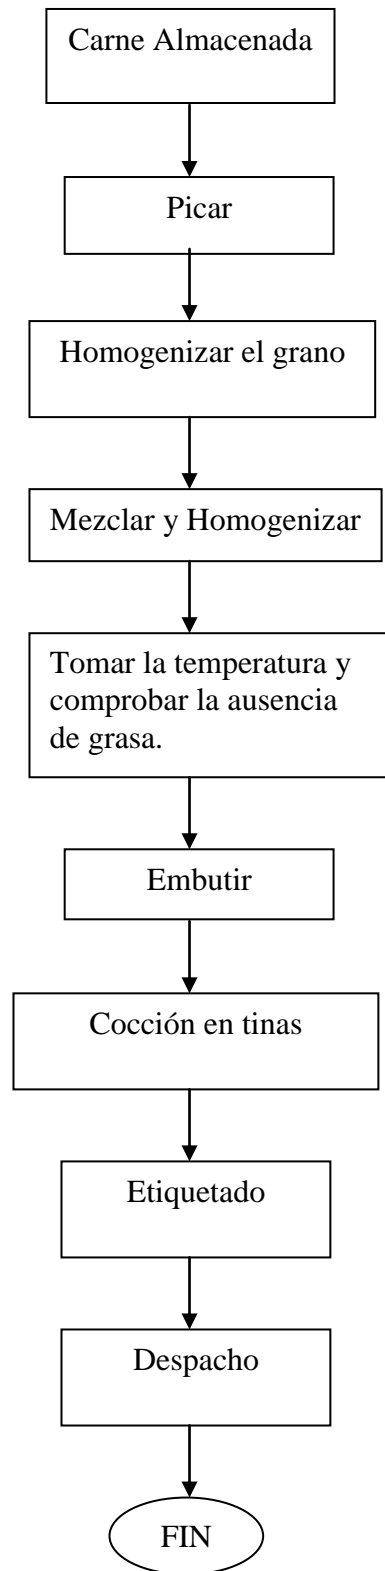 Carne Almacenada
Picar
Homogenizar el grano
Mezclar y Homogenizar
Tomar la temperatura y
comprobar la ausencia
de grasa.
Embutir
Cocción en tinas
Etiquetado
Despacho
FIN